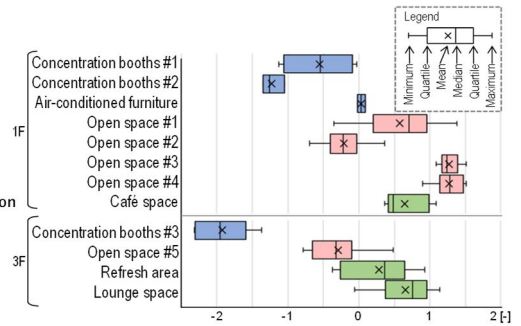 Legend
Minimum
Quartile
Mean
Median
Quartile
Maximum
1F
Concentration booths #1
Concentration booths #2
Air-conditioned furniture
Open space #1
Open space #2
Open space #3
Open space #4
on
Café space
3F
Concentration booths #3
Open space #5
Refresh area
Lounge space
-2 -1 0 1 2 [-]